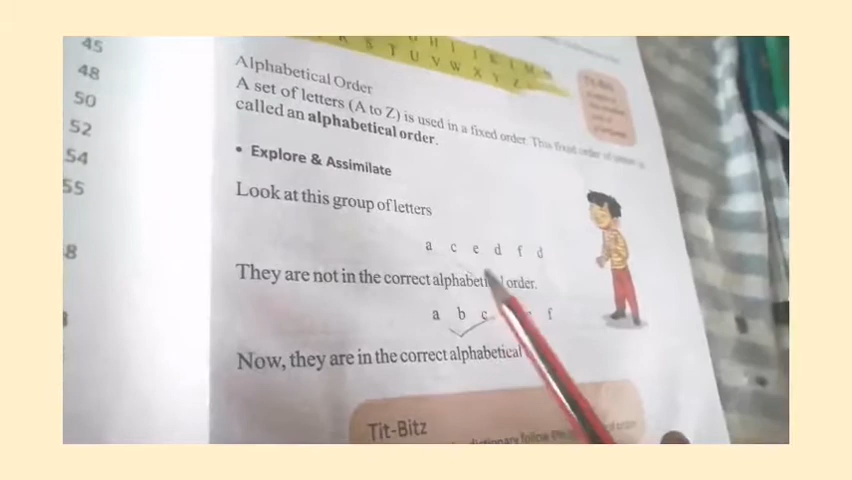 45
48
50
52
54
55
8
T U V W X Y Z
Alphabetical Order
A set of letters (A to Z) is used in a fixed order. This fixed order of letters is
called an alphabetical order.
• Explore & Assimilate
Look at this group of letters
a c e d f d
They are not in the correct alphabetical order.
a b c f
Now, they are in the correct alphabetical
Tit-Bitz
dictionary follow